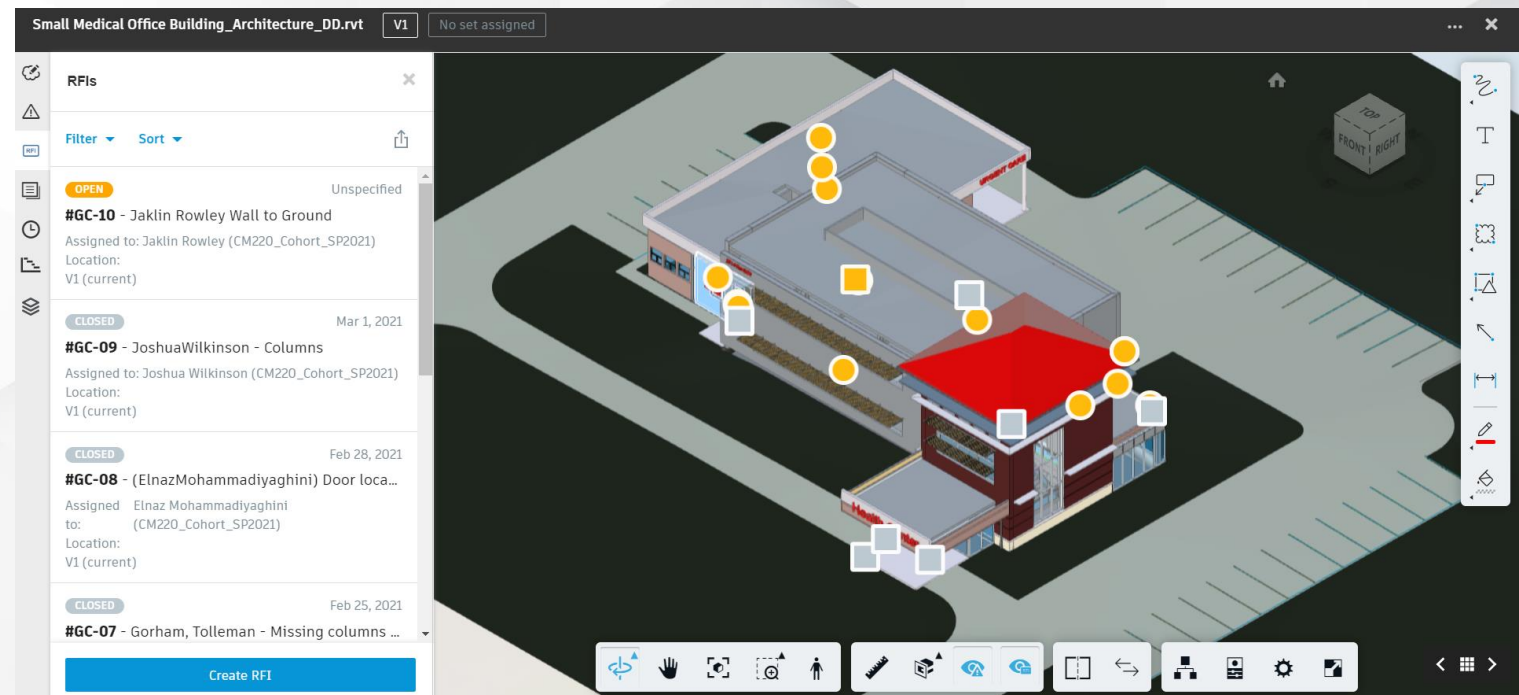 Small Medical Office Building_Architecture_DD.rvt V1 No set assigned
RFIs
Filter Sort
RFI
OPEN Unspecified
#GC-10 - Jaklin Rowley Wall to Ground
Assigned to: Jaklin Rowley (CM220_Cohort_SP2021)
Location:
V1 (current)
CLOSED Mar 1, 2021
#GC-09 - JoshuaWilkinson - Columns
Assigned to: Joshua Wilkinson (CM220_Cohort_SP2021)
Location:
V1 (current)
CLOSED Feb 28, 2021
#GC-08 - (ElnazMohammadiyaghini) Door loca...
Assigned Elnaz Mohammadiyaghini
to: (CM220_Cohort_SP2021)
Location:
V1 (current)
CLOSED Feb 25, 2021
#GC-07 - Gorham, Tolleman - Missing columns ...
Create RFI
URGENT CARE
TOP
FRONT RIGHT
T